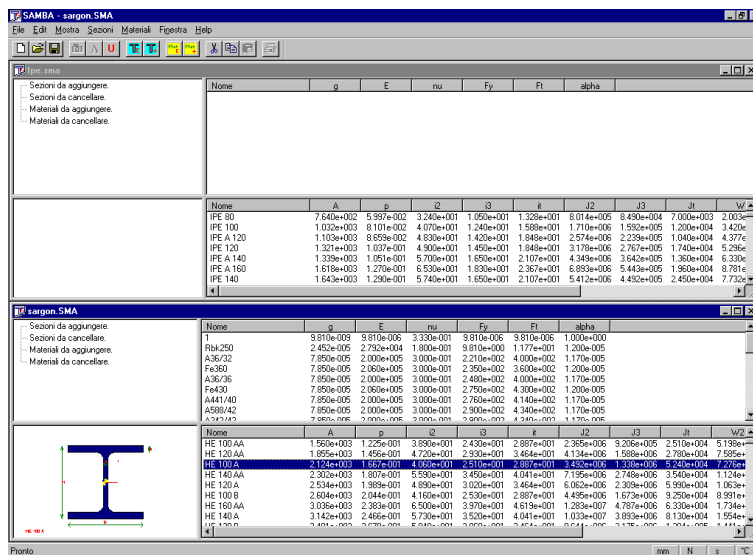 SAMBA - sargon.SMA
File Edit Mostra Sezioni Materiali Finestra Help
Ipe.sma
Sezioni da aggiungere.
Sezioni da cancellare.
Materiali da aggiungere.
Materiali da cancellare.
Nome g E nu Fy Ft alpha
Nome A p i2 i3 it J2 J3 Jt W
IPE 80 7.640e+002 5.997e-002 3.240e+001 1.050e+001 1.328e+001 8.014e+005 8.490e+004 7.000e+003 2.003e
IPE 100 1.032e+003 8.101e-002 4.070e+001 1.240e+001 1.588e+001 1.710e+006 1.592e+005 1.200e+004 3.420e
IPE A 120 1.103e+003 8.659e-002 4.830e+001 1.420e+001 1.848e+001 2.574e+006 2.239e+005 1.040e+004 4.377e
IPE 120 1.321e+003 1.037e-001 4.900e+001 1.450e+001 1.848e+001 3.178e+006 2.767e+005 1.740e+004 5.296e
IPE A 140 1.339e+003 1.051e-001 5.700e+001 1.650e+001 2.107e+001 4.349e+006 3.642e+005 1.360e+004 6.330e
IPE A 160 1.618e+003 1.270e-001 6.530e+001 1.830e+001 2.367e+001 6.893e+006 5.443e+005 1.960e+004 8.781e
IPE 140 1.643e+003 1.290e-001 5.740e+001 1.650e+001 2.107e+001 5.412e+006 4.492e+005 2.450e+004 7.732e
sargon.SMA
Sezioni da aggiungere.
Sezioni da cancellare.
Materiali da aggiungere.
Materiali da cancellare.
Nome g E nu Fy Ft alpha
1 9.810e-009 9.810e-006 3.330e-001 9.810e-006 9.810e-006 1.000e+000
Rbk250 2.452e-005 2.792e+004 1.800e-001 9.810e+000 1.177e+001 1.200e-005
A36/32 7.850e-005 2.000e+005 3.000e-001 2.210e+002 4.000e+002 1.170e-005
Fe360 7.850e-005 2.060e+005 3.000e-001 2.350e+002 3.600e+002 1.200e-005
A36/36 7.850e-005 2.000e+005 3.000e-001 2.480e+002 4.000e+002 1.170e-005
Fe430 7.850e-005 2.060e+005 3.000e-001 2.750e+002 4.300e+002 1.200e-005
A441/40 7.850e-005 2.000e+005 3.000e-001 2.760e+002 4.140e+002 1.170e-005
A588/42 7.850e-005 2.000e+005 3.000e-001 2.900e+002 4.340e+002 1.170e-005
Nome A p i2 i3 it J2 J3 Jt W2
HE 100 AA 1.560e+003 1.225e-001 3.890e+001 2.430e+001 2.887e+001 2.365e+006 9.206e+005 2.510e+004 5.198e+
HE 120 AA 1.855e+003 1.456e-001 4.720e+001 2.930e+001 3.464e+001 4.134e+006 1.588e+006 2.780e+004 7.585e+
HE 100 A 2.124e+003 1.667e-001 4.060e+001 2.510e+001 2.887e+001 3.492e+006 1.338e+006 5.240e+004 7.276e+
HE 140 AA 2.302e+003 1.807e-001 5.590e+001 3.450e+001 4.041e+001 7.195e+006 2.748e+006 3.540e+004 1.124e+
HE 120 A 2.534e+003 1.989e-001 4.890e+001 3.020e+001 3.464e+001 6.062e+006 2.309e+006 5.990e+004 1.063e+
HE 100 B 2.604e+003 2.044e-001 4.160e+001 2.530e+001 2.887e+001 4.495e+006 1.673e+006 9.250e+004 8.991e+
HE 160 AA 3.036e+003 2.383e-001 6.500e+001 3.970e+001 4.619e+001 1.283e+007 4.787e+006 6.330e+004 1.734e+
HE 140 A 3.142e+003 2.466e-001 5.730e+001 3.520e+001 4.041e+001 1.033e+007 3.893e+006 8.130e+004 1.554e+
HE 100 A
Pronto mm N s °C